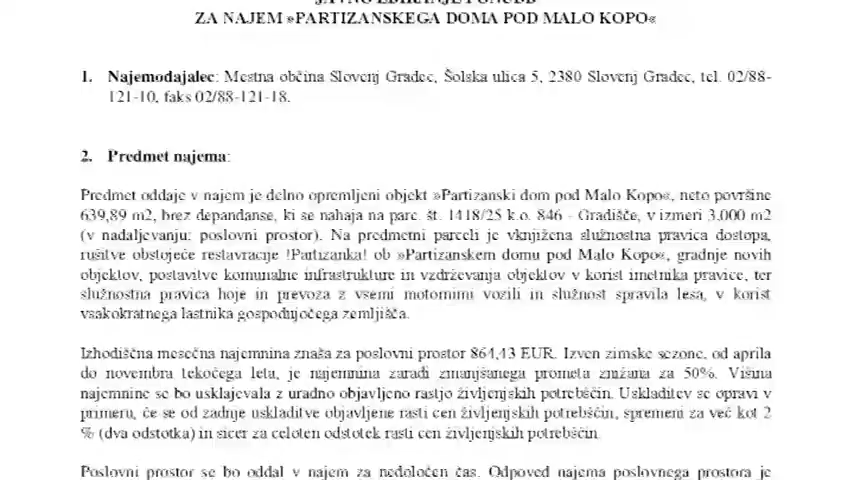 JAVNO ZBIRANJE PONUDB
ZA NAJEM »PARTIZANSKEGA DOMA POD MALO KOPO«
1. Najemodajalec: Mestna občina Slovenj Gradec, Šolska ulica 5, 2380 Slovenj Gradec, tel. 02/88-
121-10, faks 02/88-121-18.
2. Predmet najema:
Predmet oddaje v najem je delno opremljeni objekt »Partizanski dom pod Malo Kopo«, neto površine
639,89 m2, brez depandanse, ki se nahaja na parc. št. 1418/25 k.o. 846 - Gradišče, v izmeri 3.000 m2
(v nadaljevanju: poslovni prostor). Na predmetni parceli je vknjižena služnostna pravica dostopa,
rušitve obstoječe restavracije !Partizanka! ob »Partizanskem domu pod Malo Kopo«, gradnje novih
objektov, postavitve komunalne infrastrukture in vzdrževanja objektov v korist imetnika pravice, ter
služnostna pravica hoje in prevoza z vsemi motornimi vozili in služnost spravila lesa, v korist
vsakokratnega lastnika gospodujočega zemljišča.
Izhodiščna mesečna najemnina znaša za poslovni prostor 864,43 EUR. Izven zimske sezone, od aprila
do novembra tekočega leta, je najemnina zaradi zmanjšanega prometa znižana za 50%. Višina
najemnine se bo usklajevala z uradno objavljeno rastjo življenjskih potrebščin. Uskladitev se opravi v
primeru, če se od zadnje uskladitve objavljene rasti cen življenjskih potrebščin, spremeni za več kot 2
% (dva odstotka) in sicer za celoten odstotek rasti cen življenjskih potrebščin.
Poslovni prostor se bo oddal v najem za nedoločen čas. Odpoved najema poslovnega prostora je